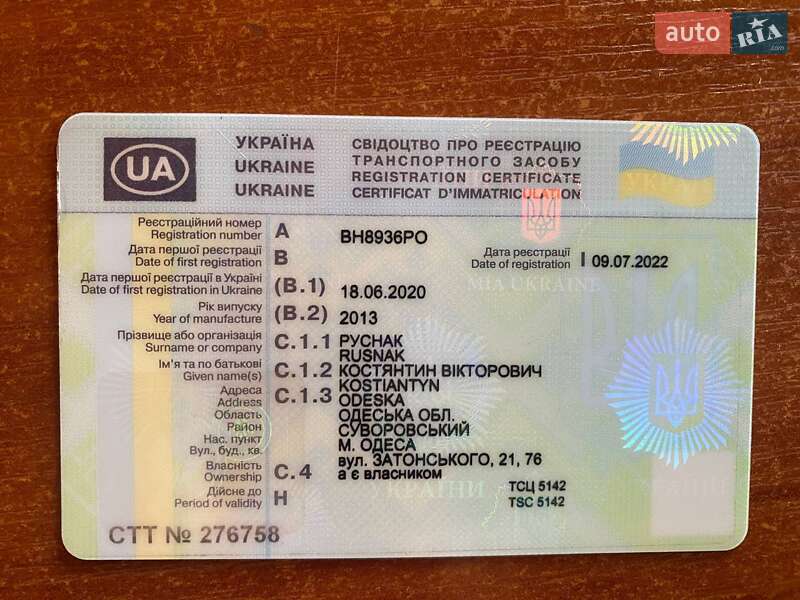 auto RIA
UA
УКРАЇНА
UKRAINE
UKRAINE
СВІДОЦТВО ПРО РЕЄСТРАЦІЮ
ТРАНСПОРТНОГО ЗАСОБУ
REGISTRATION CERTIFICATE
CERTIFICAT D'IMMATRICULATION
Реєстраційний номер
Registration number A BH8936PO
Дата першої реєстрації
Date of first registration B
Дата реєстрації
Date of registration I 09.07.2022
MIA UKRAINE
Дата першої реєстрації в Україні
Date of first registration in Ukraine (B.1) 18.06.2020
Рік випуску
Year of manufacture (B.2) 2013
Прізвище або організація C.1.1 РУСНАК
Surname or company RUSNAK
Ім'я та по батькові C.1.2 КОСТЯНТИН ВІКТОРОВИЧ
Given name(s) KOSTIANTYN
Адреса C.1.3 ODESKA
Address
Область ОДЕСЬКА ОБЛ.
Район СУВОРОВСЬКИЙ
Нас. пункт М. ОДЕСА
Вул., буд., кв. вул. ЗАТОНСЬКОГО, 21, 76
Власність
Ownership C.4 а є власником
Дійсне до
Period of validity H
ТСЦ 5142
TSC 5142
УКРАЇНИ
СТТ № 276758